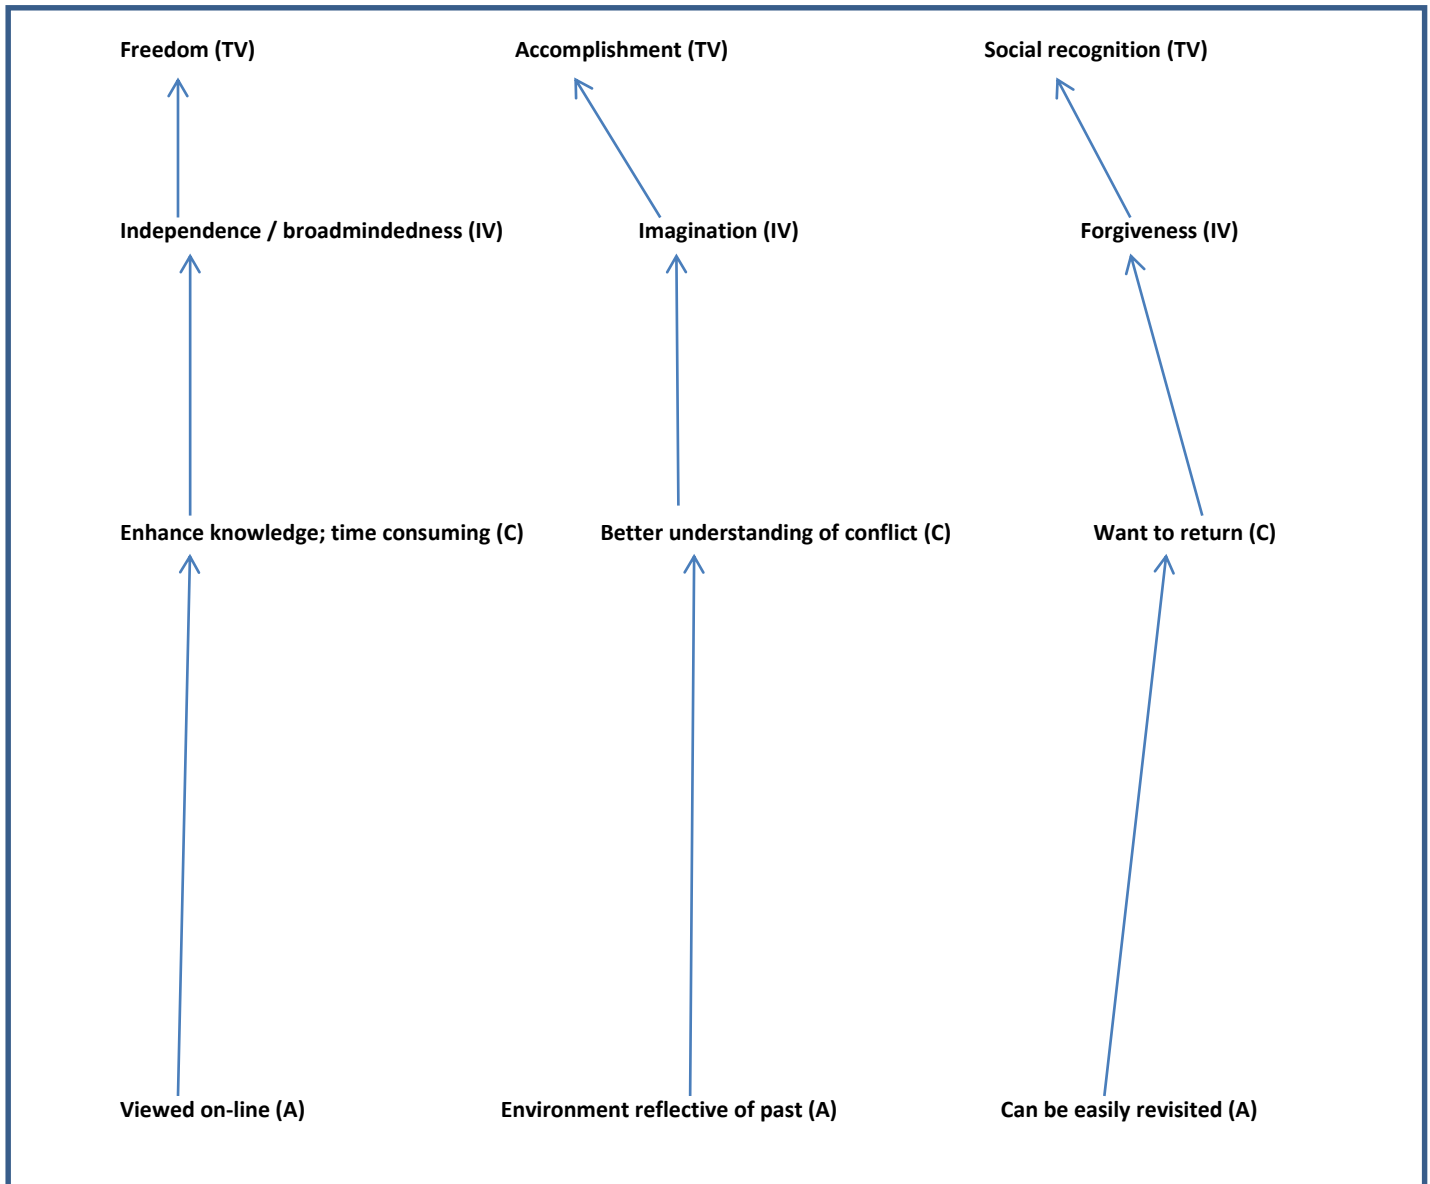 Freedom (TV)
Accomplishment (TV)
Social recognition (TV)
Independence / broadmindedness (IV)
Imagination (IV)
Forgiveness (IV)
Enhance knowledge; time consuming (C)
Better understanding of conflict (C)
Want to return (C)
Viewed on-line (A)
Environment reflective of past (A)
Can be easily revisited (A)